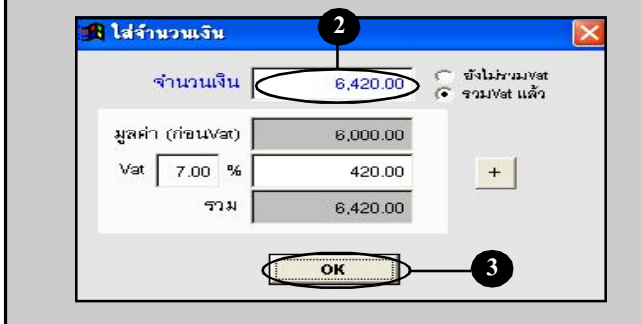 ใส่จำนวนเงิน
2
จำนวนเงิน 6,420.00
ยังไม่รวมVat
รวมVat แล้ว
มูลค่า (ก่อนVat) 6,000.00
Vat 7.00 % 420.00 +
รวม 6,420.00
OK 3